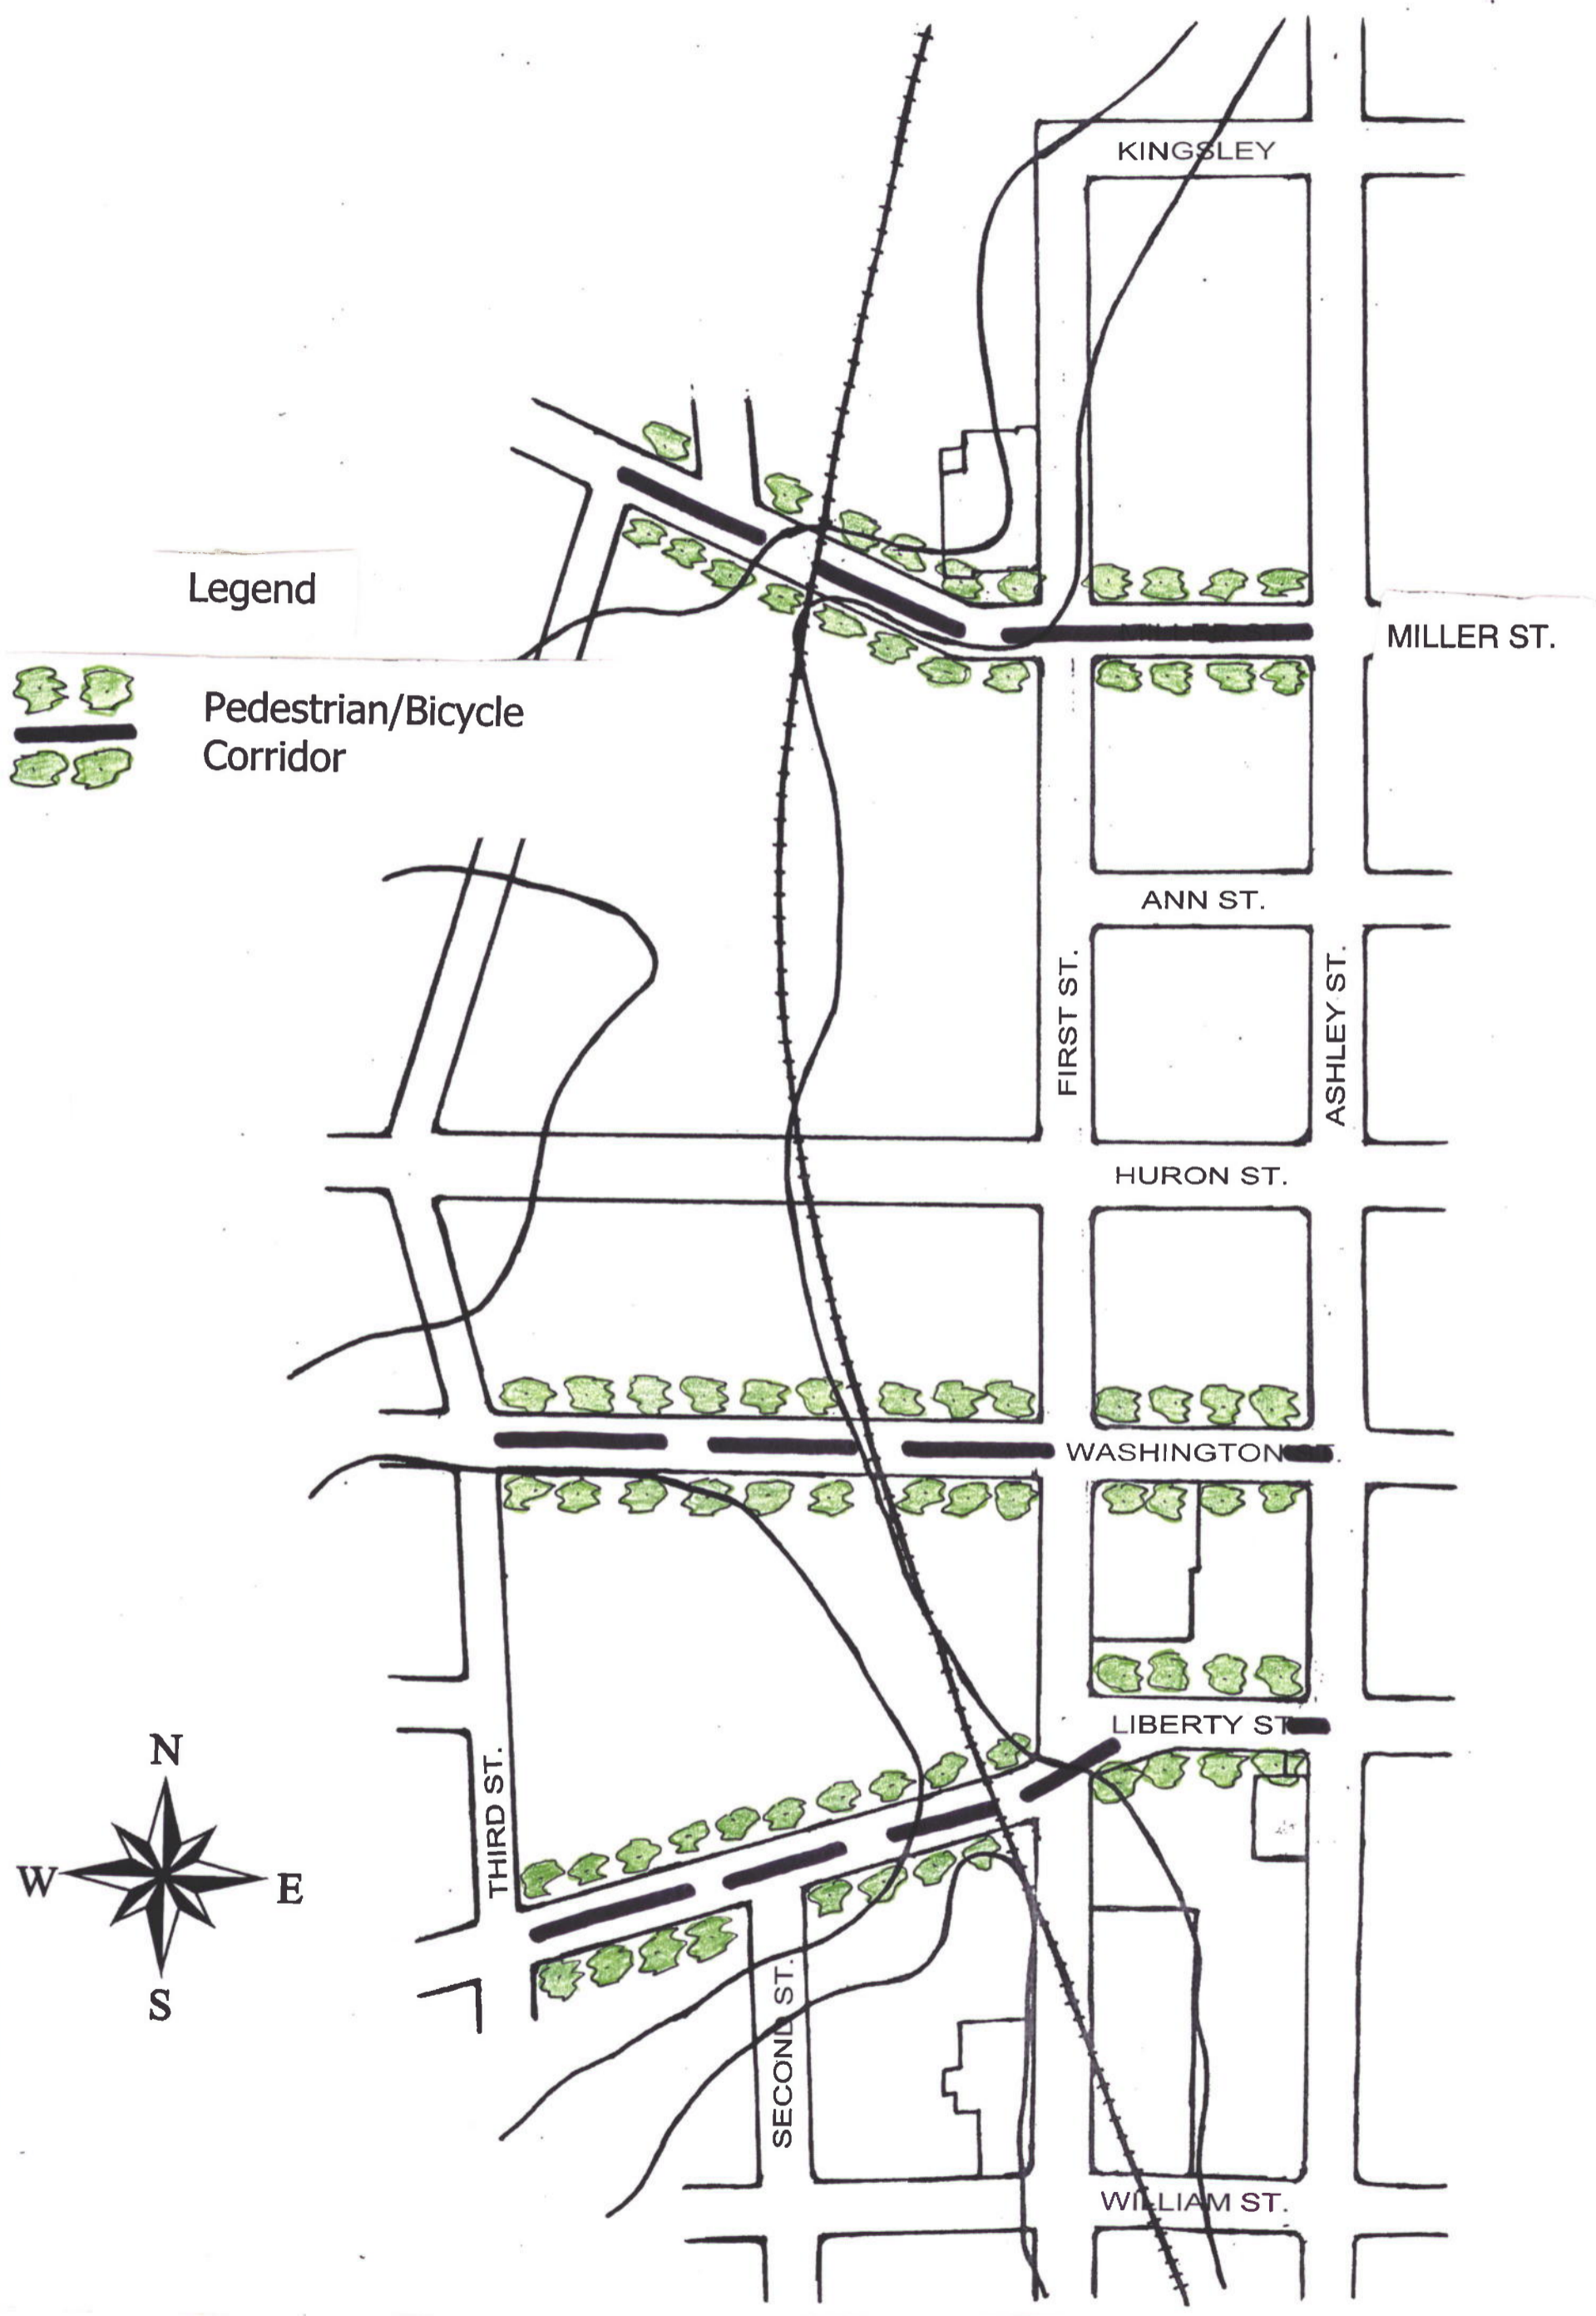 KINGSLEY
Legend
MILLER ST.
Pedestrian/Bicycle
Corridor
ANN ST.
FIRST ST.
ASHLEY ST.
HURON ST.
WASHINGTON
LIBERTY ST
N
W
E
S
THIRD ST.
SECOND ST.
WILLIAM ST.